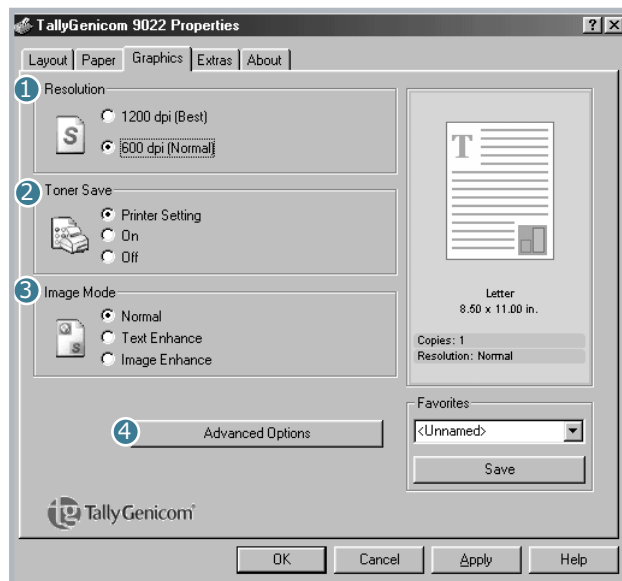 TallyGenicom 9022 Properties
? X
Layout Paper Graphics Extras About
1 Resolution
S
1200 dpi (Best)
600 dpi (Normal)
2 Toner Save
Printer Setting
On
Off
3 Image Mode
S
Normal
Text Enhance
Image Enhance
4 Advanced Options
T
Letter
8.50 x 11.00 in.
Copies: 1
Resolution: Normal
Favorites
<Unnamed>
Save
tg TallyGenicom
OK Cancel Apply Help